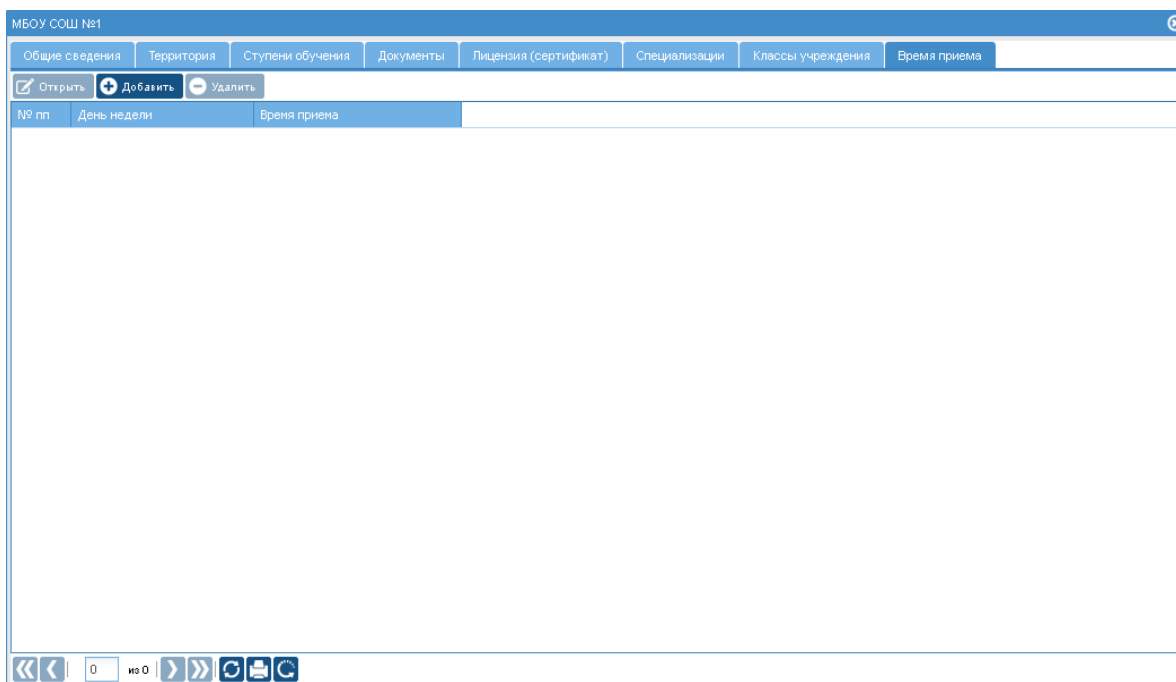 МБОУ СОШ №1
Общие сведения Территория Ступени обучения Документы Лицензия (сертификат) Специализации Классы учреждения Время приема
Открыть Добавить Удалить
№ пп День недели Время приема
0 из 0